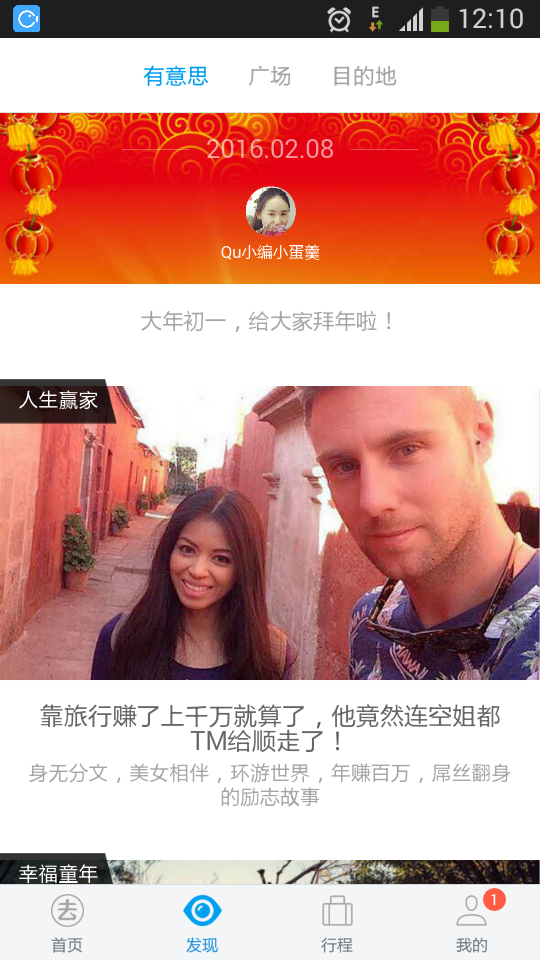 E
12:10
有意思 广场 目的地
2016.02.08
Qu小编小蛋羹
大年初一，给大家拜年啦！
人生赢家
靠旅行赚了上千万就算了，他竟然连空姐都
TM给顺走了！
身无分文，美女相伴，环游世界，年赚百万，屌丝翻身
的励志故事
幸福童年
去
1
首页 发现 行程 我的